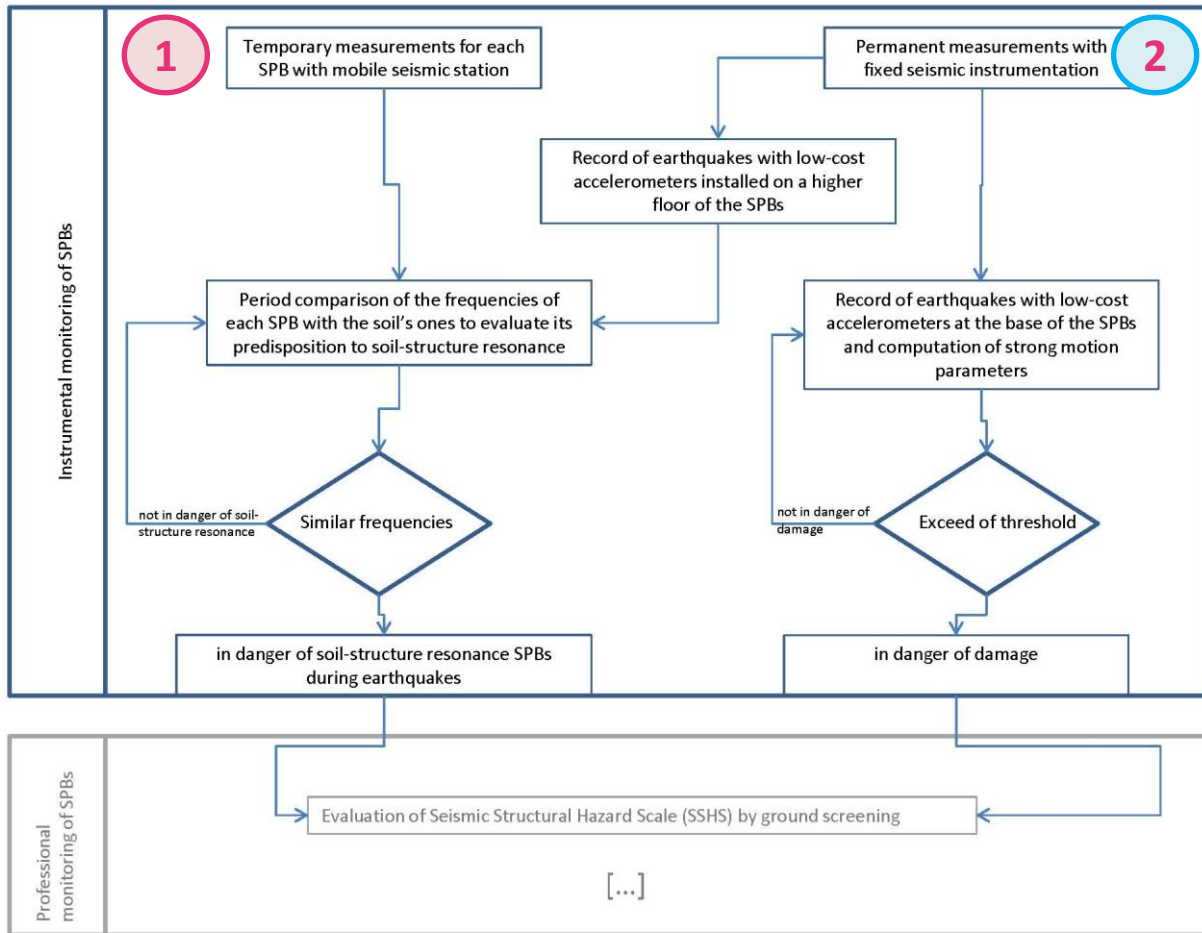 1
Temporary measurements for each
SPB with mobile seismic station
Permanent measurements with
fixed seismic instrumentation
2
Record of earthquakes with low-cost
accelerometers installed on a higher
floor of the SPBs
Instrumental monitoring of SPBs
Period comparison of the frequencies of
each SPB with the soil's ones to evaluate its
predisposition to soil-structure resonance
Record of earthquakes with low-cost
accelerometers at the base of the SPBs
and computation of strong motion
parameters
not in danger of soil-
structure resonance
Similar frequencies
not in danger of
damage
Exceed of threshold
in danger of soil-structure resonance SPBs
during earthquakes
in danger of damage
Professional
monitoring of SPBs
Evaluation of Seismic Structural Hazard Scale (SSHS) by ground screening
[...]